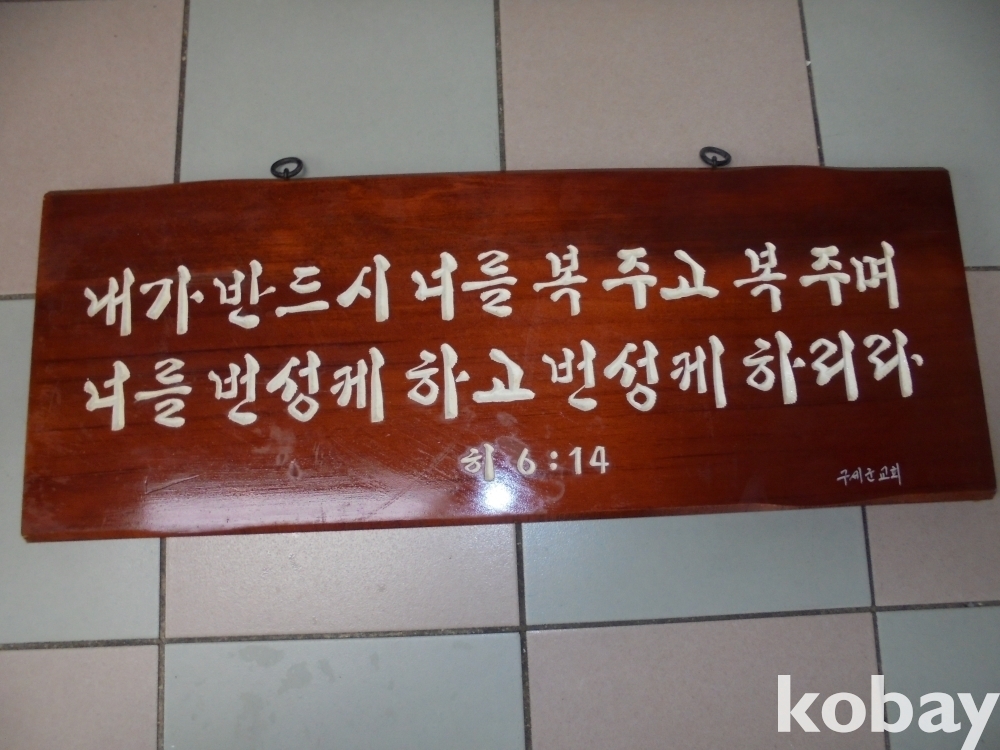 내가 반드시 너를 복 주고 복 주며
너를 번성케 하고 번성케 하리라
히 6:14
구세군교회
kobay